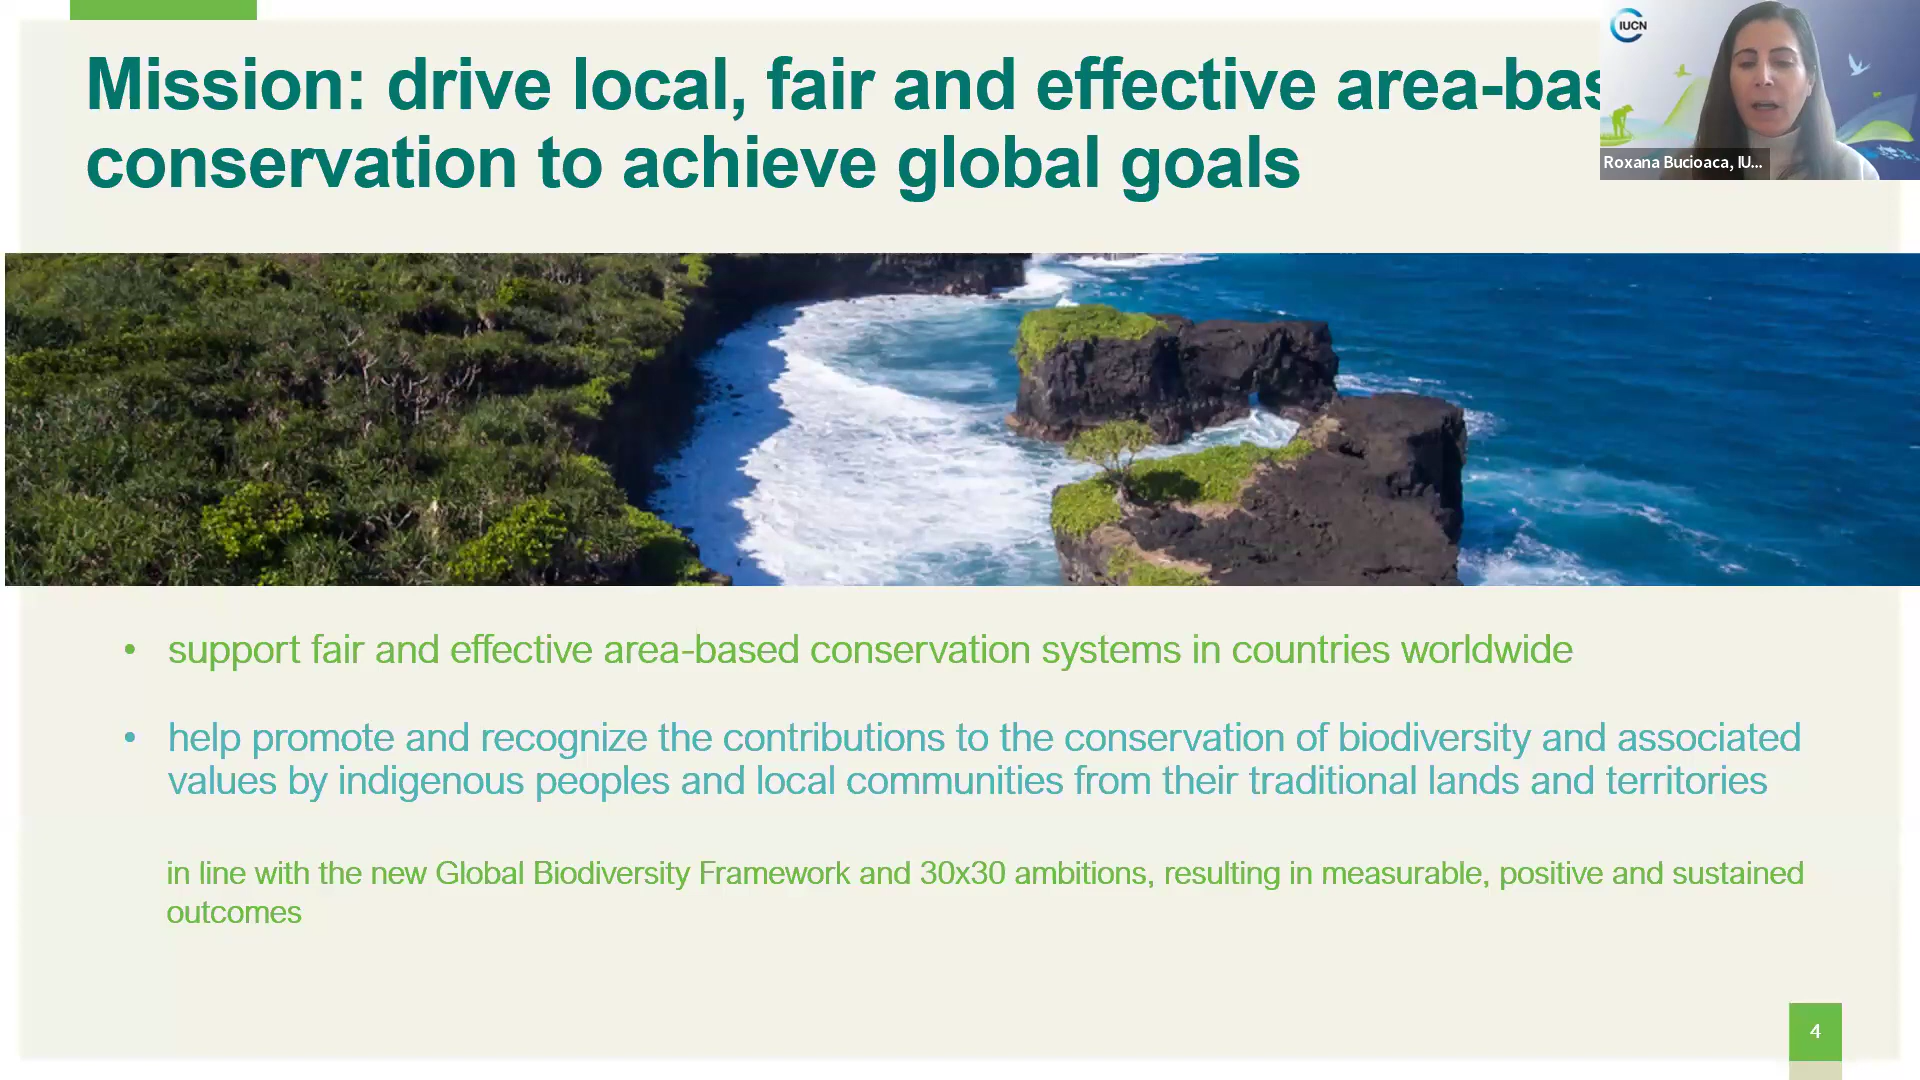 Mission: drive local, fair and effective area-bas
conservation to achieve global goals
IUCN
Roxana Bucioaca, IU...
• support fair and effective area-based conservation systems in countries worldwide
• help promote and recognize the contributions to the conservation of biodiversity and associated
values by indigenous peoples and local communities from their traditional lands and territories
in line with the new Global Biodiversity Framework and 30x30 ambitions, resulting in measurable, positive and sustained
outcomes
4